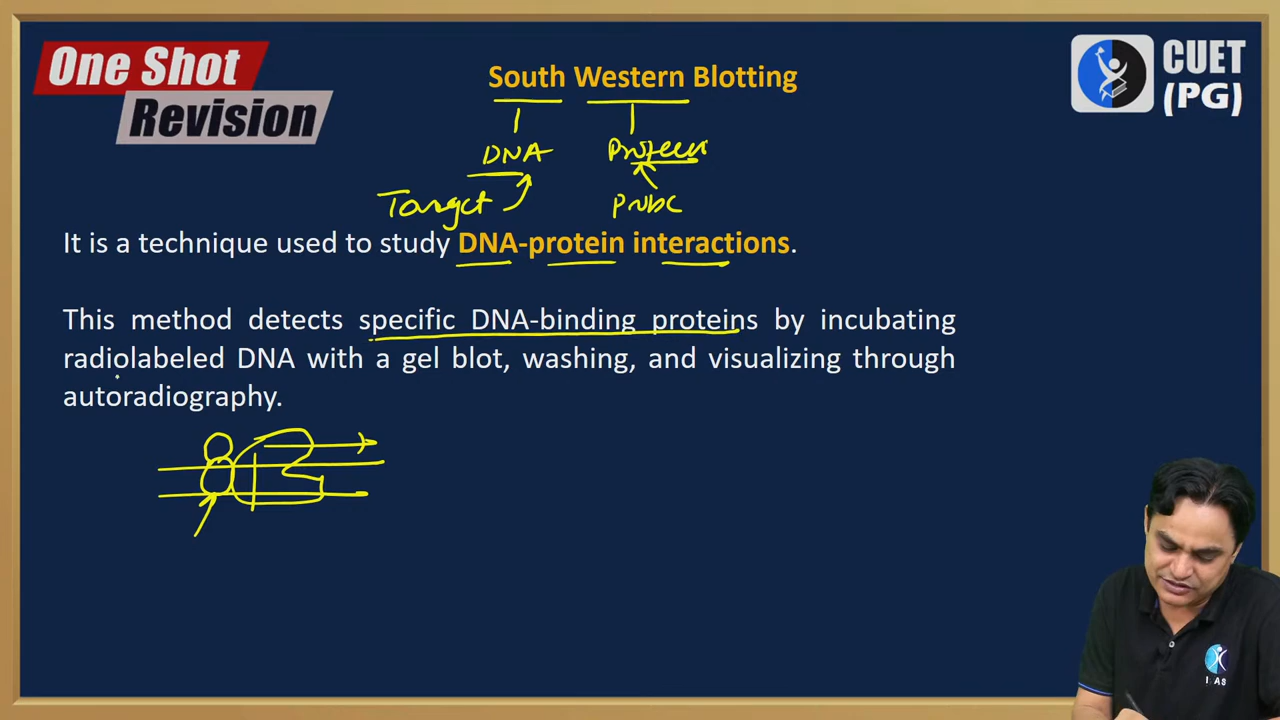 One Shot
Revision
South Western Blotting
CUET
(PG)
DNA Protein
Target Probe
It is a technique used to study DNA-protein interactions.
This method detects specific DNA-binding proteins by incubating
radiolabeled DNA with a gel blot, washing, and visualizing through
autoradiography.